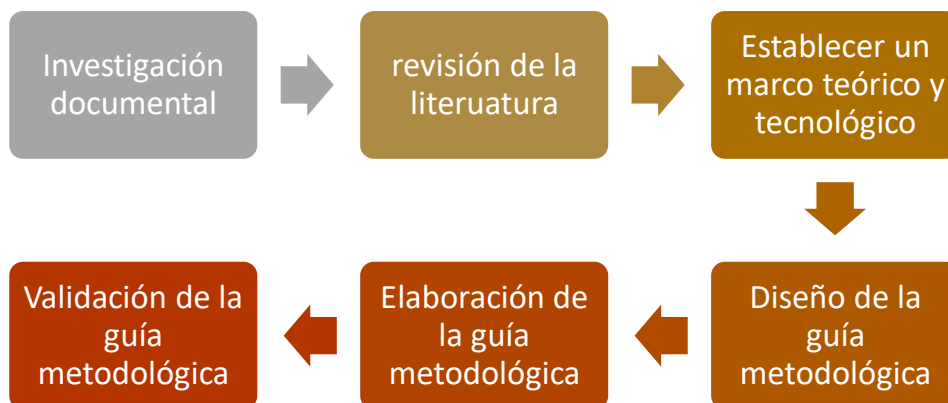 Investigación
documental
revisión de la
literuatura
Establecer un
marco teórico y
tecnológico
Diseño de la
guía
metodológica
Elaboración de
la guía
metodológica
Validación de la
guía
metodológica